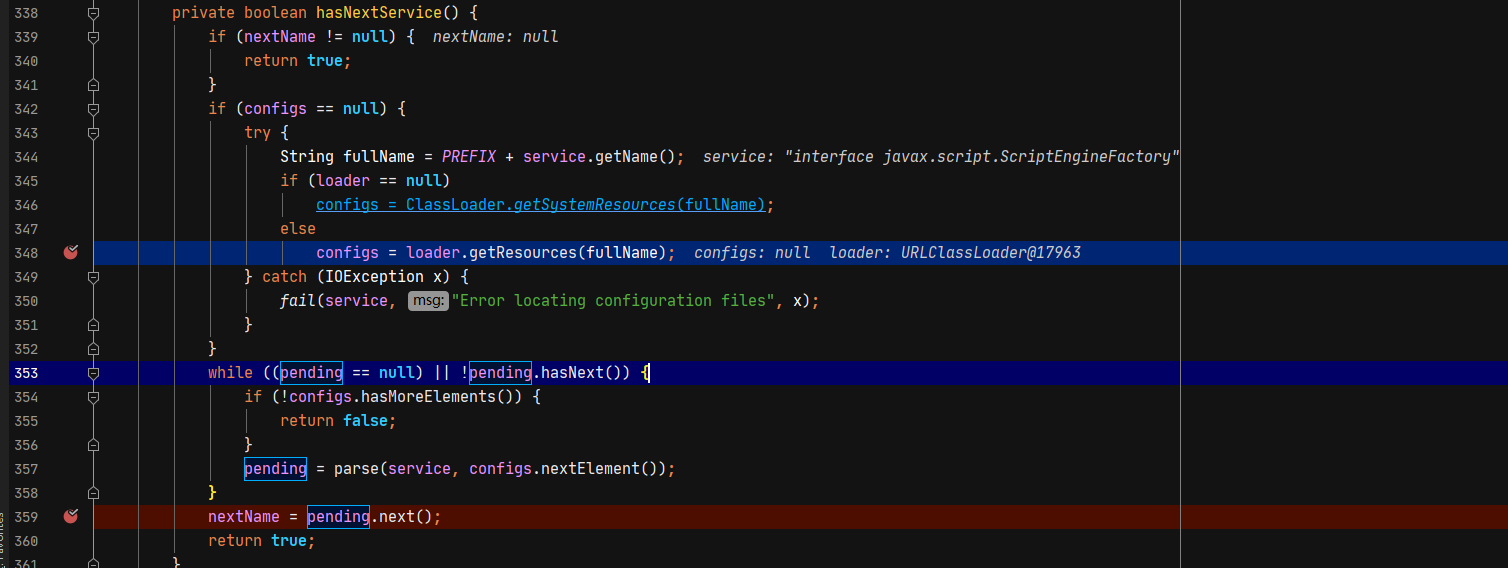 338 private boolean hasNextService() {
339 if (nextName != null) { nextName: null
340 return true;
341 }
342 if (configs == null) {
343 try {
344 String fullName = PREFIX + service.getName(); service: "interface javax.script.ScriptEngineFactory"
345 if (loader == null)
346 configs = ClassLoader.getSystemResources(fullName);
347 else
348 configs = loader.getResources(fullName); configs: null loader: URLClassLoader@17963
349 } catch (IOException x) {
350 fail(service, msg: "Error locating configuration files", x);
351 }
352 }
353 while ((pending == null) || !pending.hasNext()) {
354 if (!configs.hasMoreElements()) {
355 return false;
356 }
357 pending = parse(service, configs.nextElement());
358 }
359 nextName = pending.next();
360 return true;
361 }